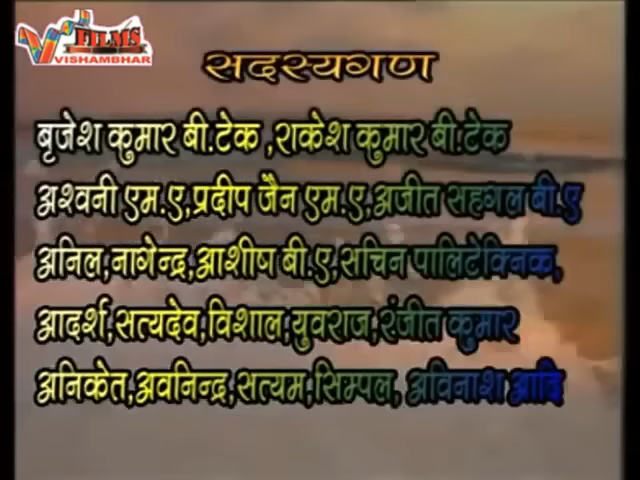 FILMS
VISHAMBHAR
सदस्यगण
बृजेश कुमार बी.टेक ,राकेश कुमार बी.टेक
अश्वनी एम.ए,प्रदीप जैन एम.ए,अजीत सहगल बी.ए
अनिल,नागेन्द्र,आशीष बी.ए,सचिन पालिटेक्निक,
आदर्श,सत्यदेव,विशाल,युवराज,रंजीत कुमार
अनिकेत,अवनिन्द्र,सत्यम,सिम्पल, अविनाश आदि